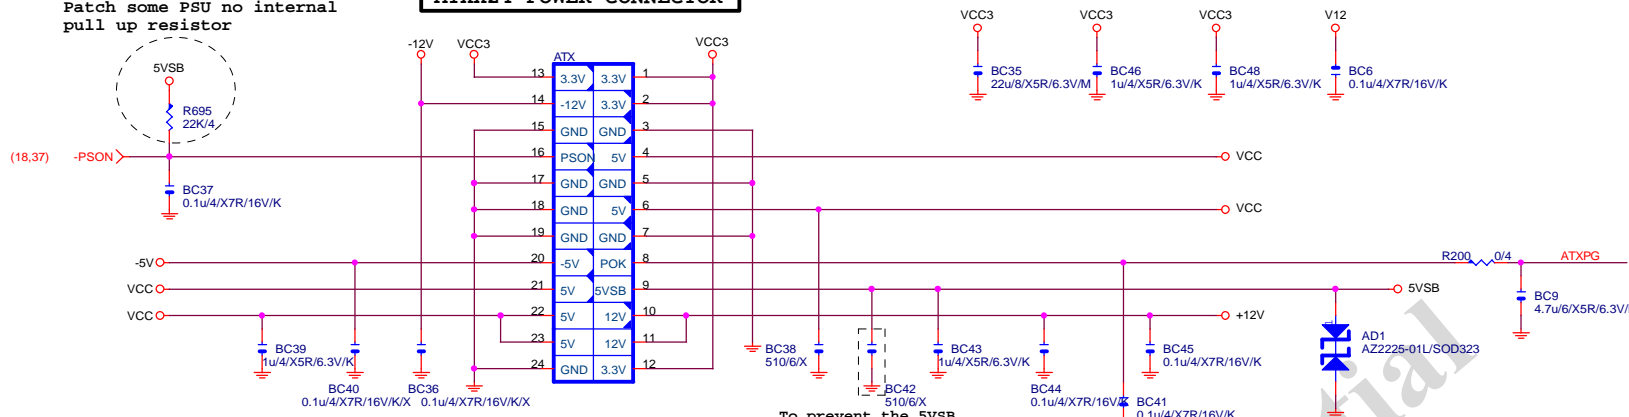 Patch some PSU no internal
pull up resistor
ATXX24 POWER CONNECTOR
5VSB
R695
22K/4
(18,37) -PSON
BC37
0.1u/4/X7R/16V/K
-12V VCC3 VCC3
ATX
13 3.3V 3.3V 1
14 -12V 3.3V 2
15 GND GND 3
16 PSON 5V 4
17 GND GND 5
18 GND 5V 6
19 GND GND 7
20 -5V POK 8
21 5V 5VSB 9
22 5V 12V 10
23 5V 12V 11
24 GND 3.3V 12
-5V
VCC
VCC
BC39
1u/4/X5R/6.3V/K
BC40
0.1u/4/X7R/16V/K/X
BC36
0.1u/4/X7R/16V/K/X
VCC3 VCC3 VCC3 V12
BC35
22u/8/X5R/6.3V/M
BC46
1u/4/X5R/6.3V/K
BC48
1u/4/X5R/6.3V/K
BC6
0.1u/4/X7R/16V/K
VCC
VCC
R200 0/4 ATXPG
5VSB
+12V
BC9
4.7u/6/X5R/6.3V/
1
AD1
AZ2225-01L/SOD323
BC38
510/6/X
BC42
510/6/X
BC43
1u/4/X5R/6.3V/K
BC44
0.1u/4/X7R/16V/K
BC45
0.1u/4/X7R/16V/K
BC41
0.1u/4/X7R/16V/K
To prevent the 5VSB
tial